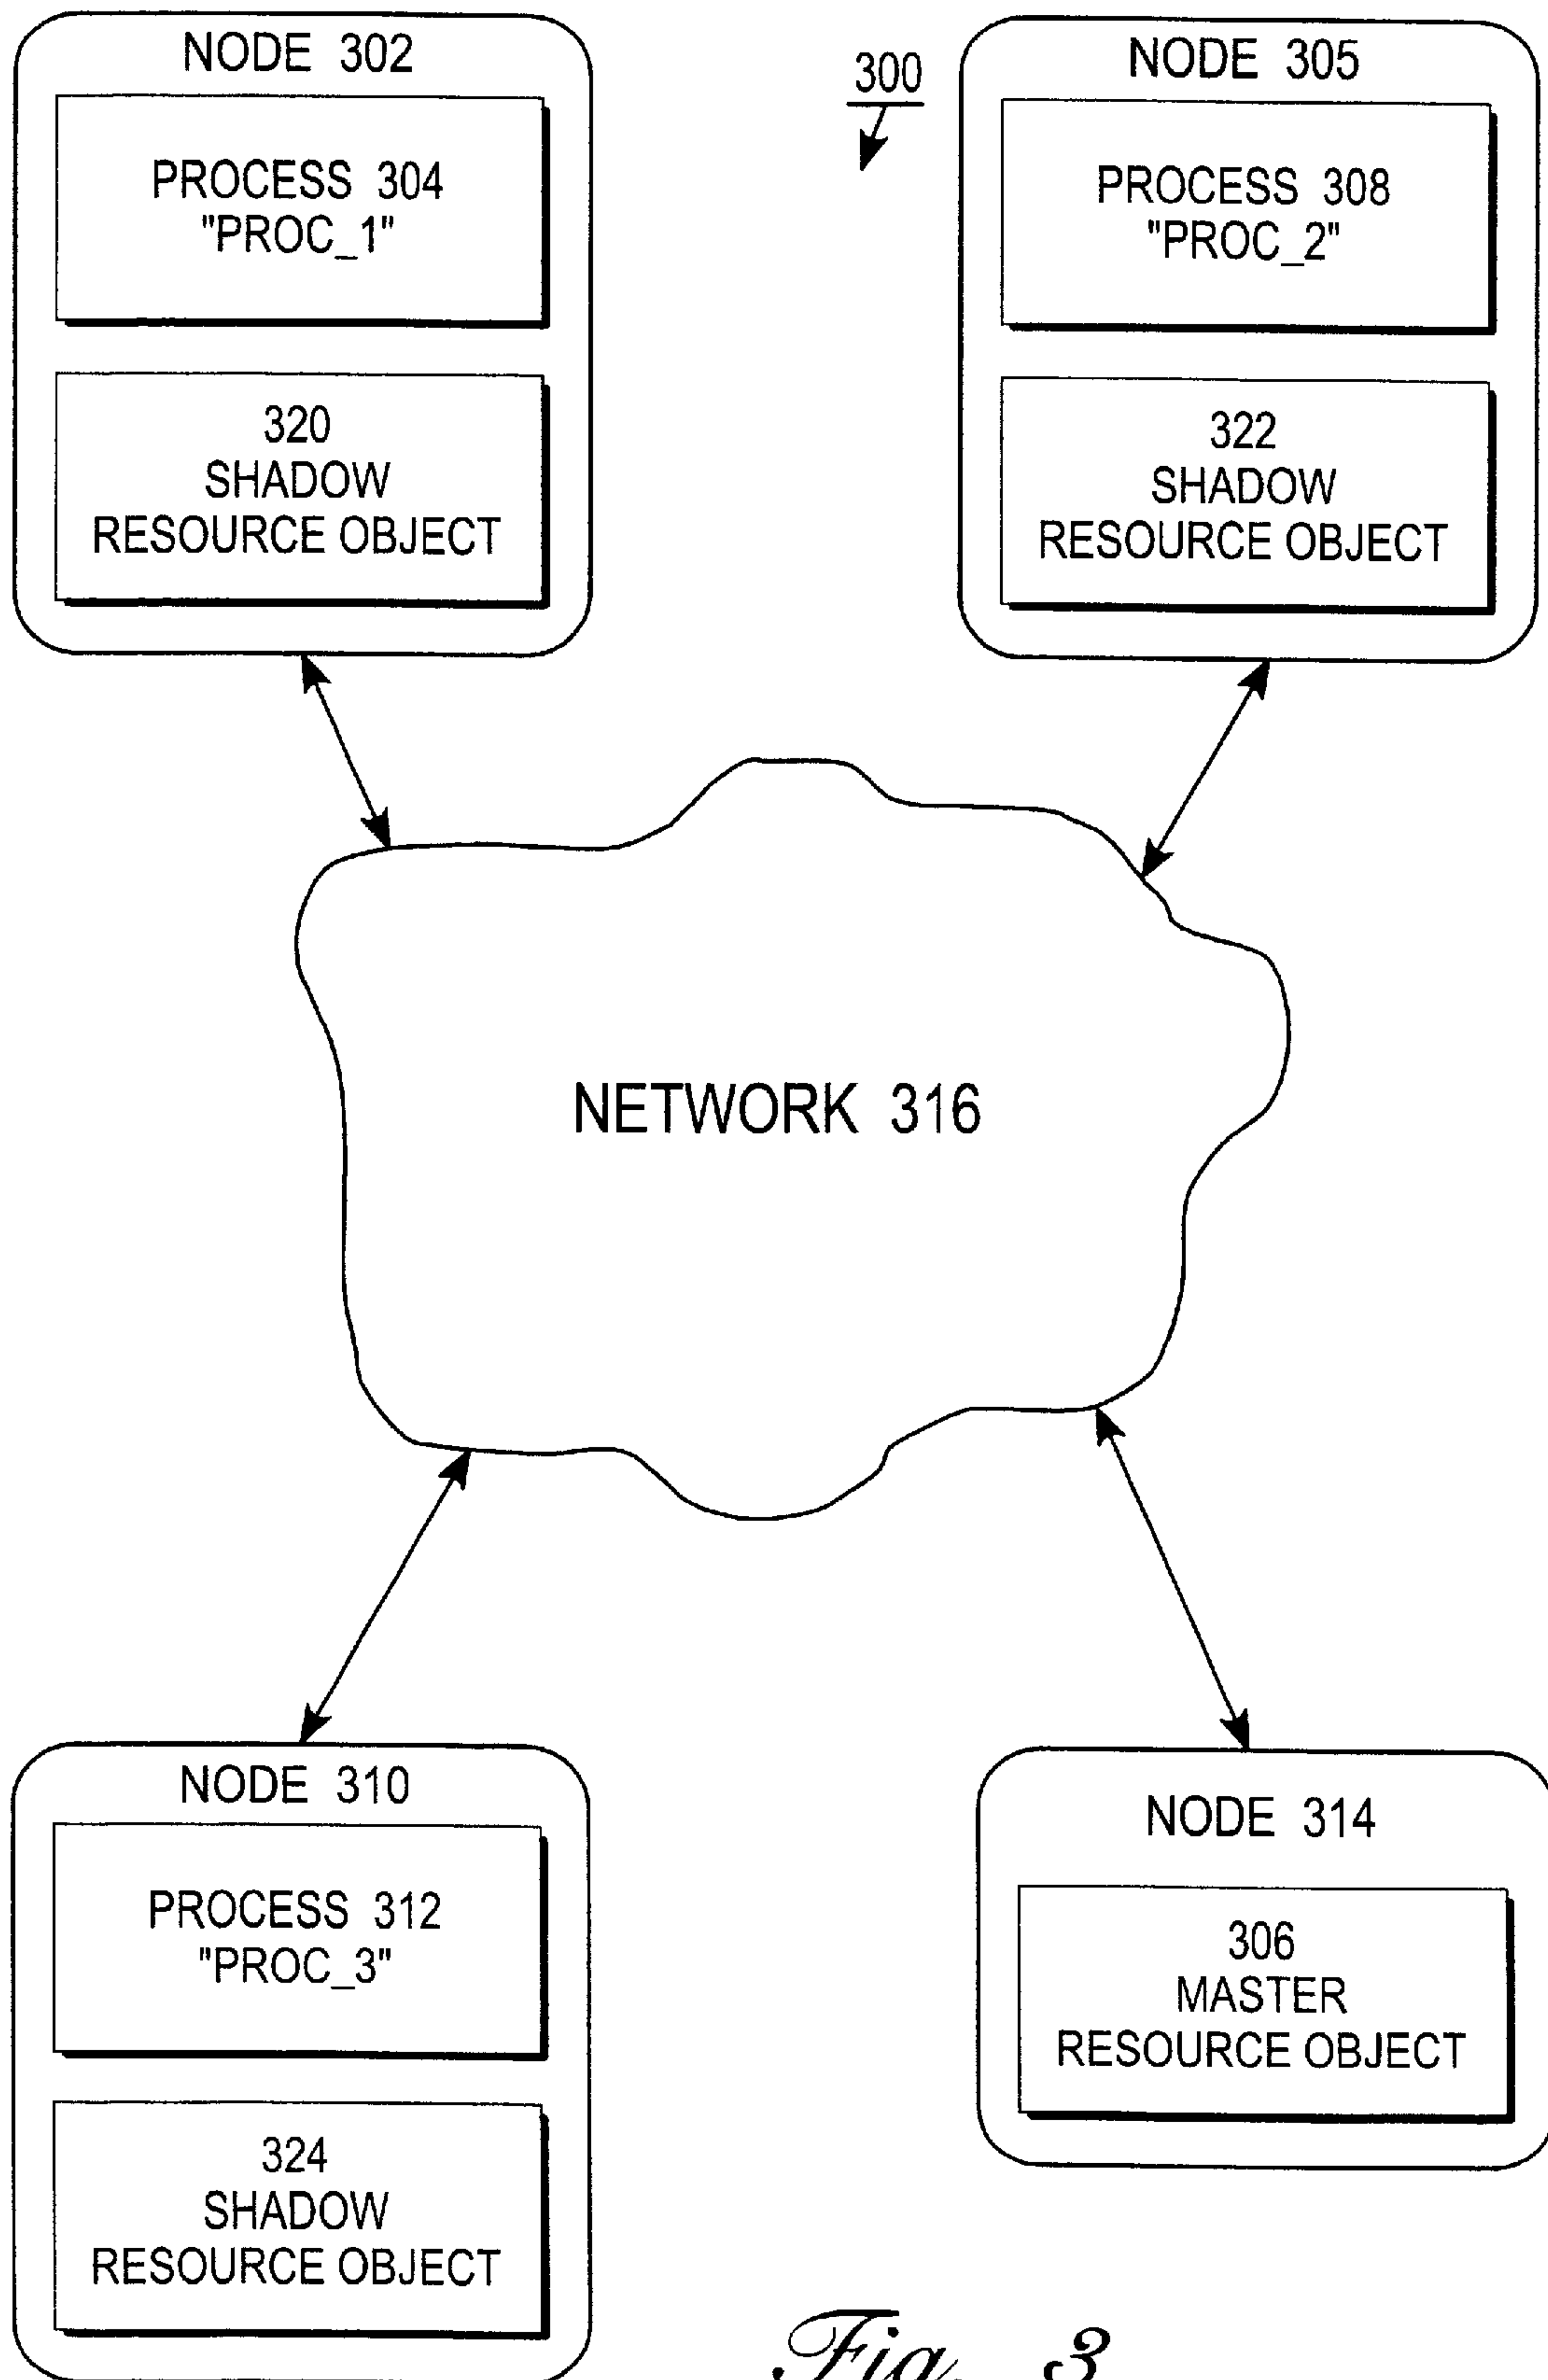 NODE 302
PROCESS 304
"PROC_1"
320
SHADOW
RESOURCE OBJECT
300
NODE 305
PROCESS 308
"PROC_2"
322
SHADOW
RESOURCE OBJECT
NETWORK 316
NODE 310
PROCESS 312
"PROC_3"
324
SHADOW
RESOURCE OBJECT
NODE 314
306
MASTER
RESOURCE OBJECT
Fig. 3